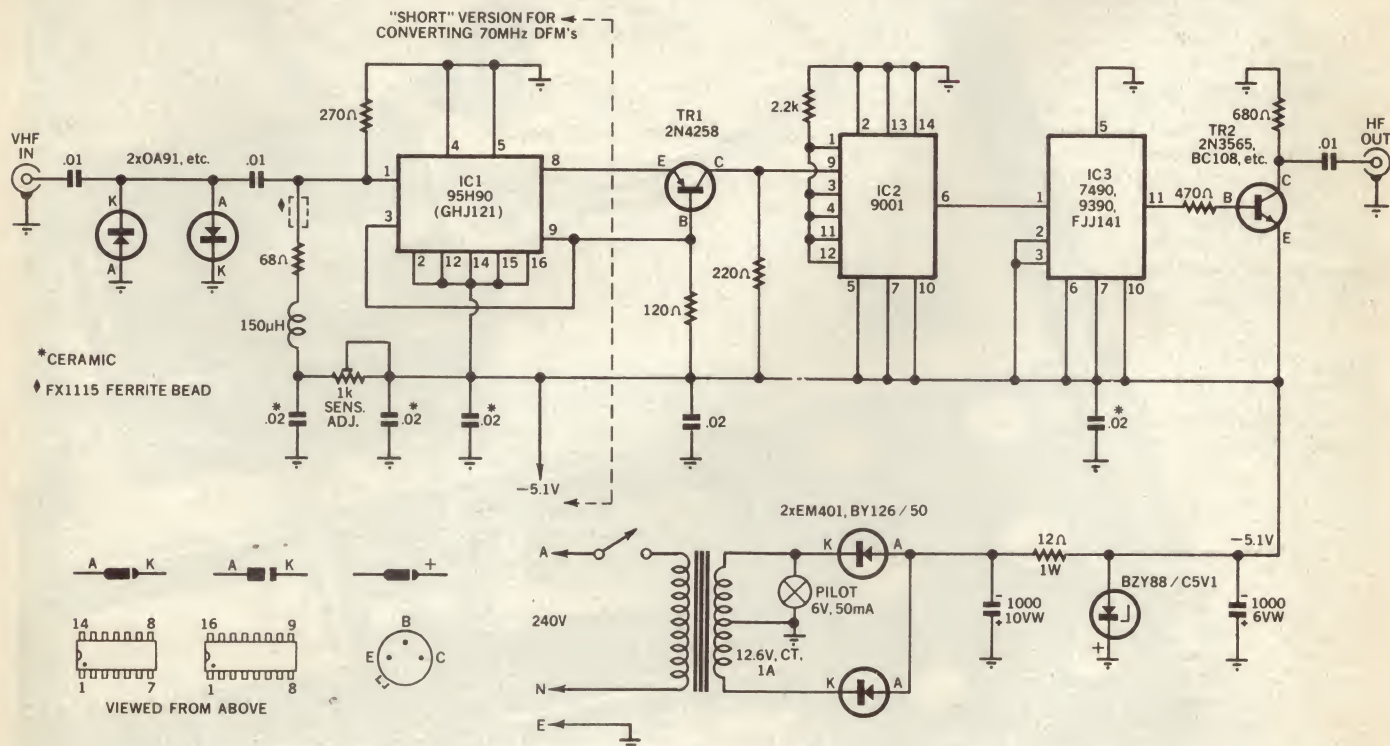 "SHORT" VERSION FOR
CONVERTING 70MHz DFM's
VHF
IN
.01
2xOA91, etc.
.01
K
A
A
K
♦
68Ω
150µH
270Ω
4
5
1
3
8
9
IC1
95H90
(GHJ121)
2
12
14
15
16
TR1
2N4258
E
C
B
120Ω
220Ω
2.2k
2
13
14
1
9
3
4
11
12
IC2
9001
6
5
7
10
5
1
2
3
IC3
7490,
9390,
FJJ141
11
6
7
10
470Ω
B
680Ω
TR2
2N3565,
BC108, etc.
C
E
.01
HF
OUT
*CERAMIC
♦ FX1115 FERRITE BEAD
*
.02
1k
SENS.
ADJ.
*
.02
*
.02
.02
*
.02
−5.1V
A
240V
N
E
PILOT
6V, 50mA
12.6V, CT,
1A
2xEM401, BY126 / 50
K
A
K
A
-
1000
+
10VW
12Ω
1W
BZY88 / C5V1
+
−5.1V
-
1000
+
6VW
A
K
A
K
+
14
8
1
7
16
9
1
8
B
E
C
VIEWED FROM ABOVE